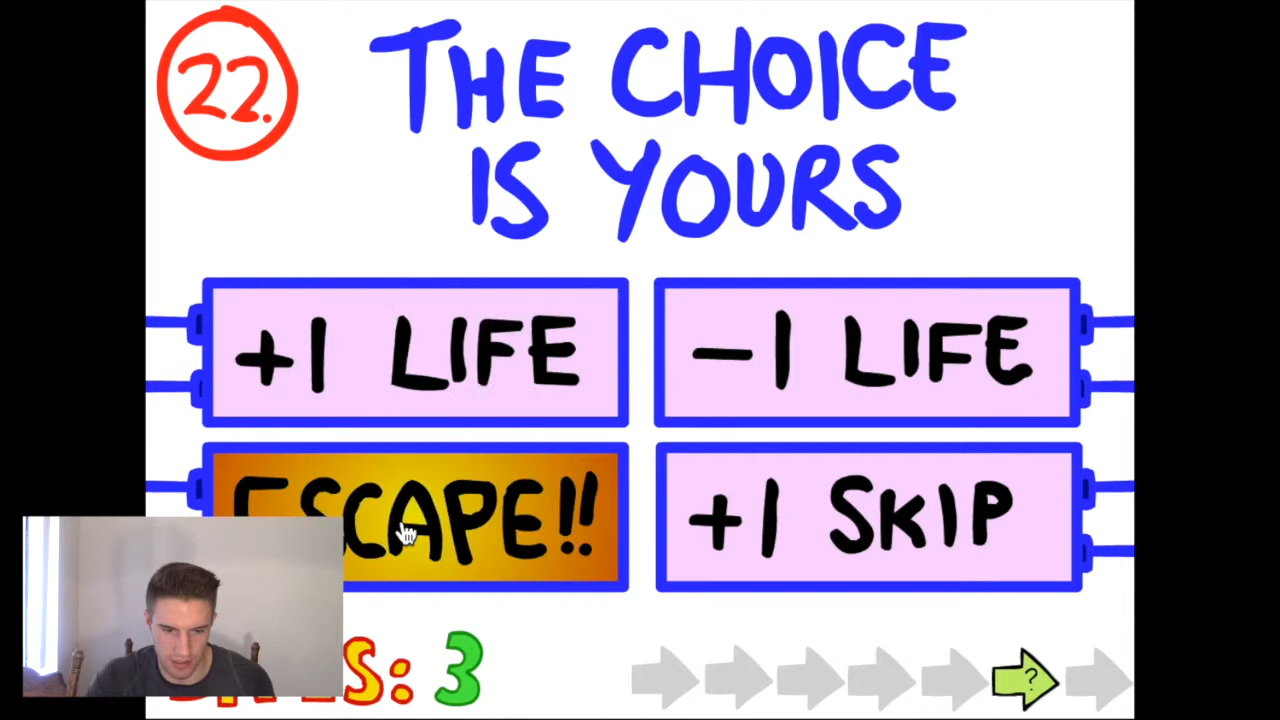 22.
THE CHOICE
IS YOURS
+1 LIFE
-1 LIFE
ESCAPE!!
+1 SKIP
3
?